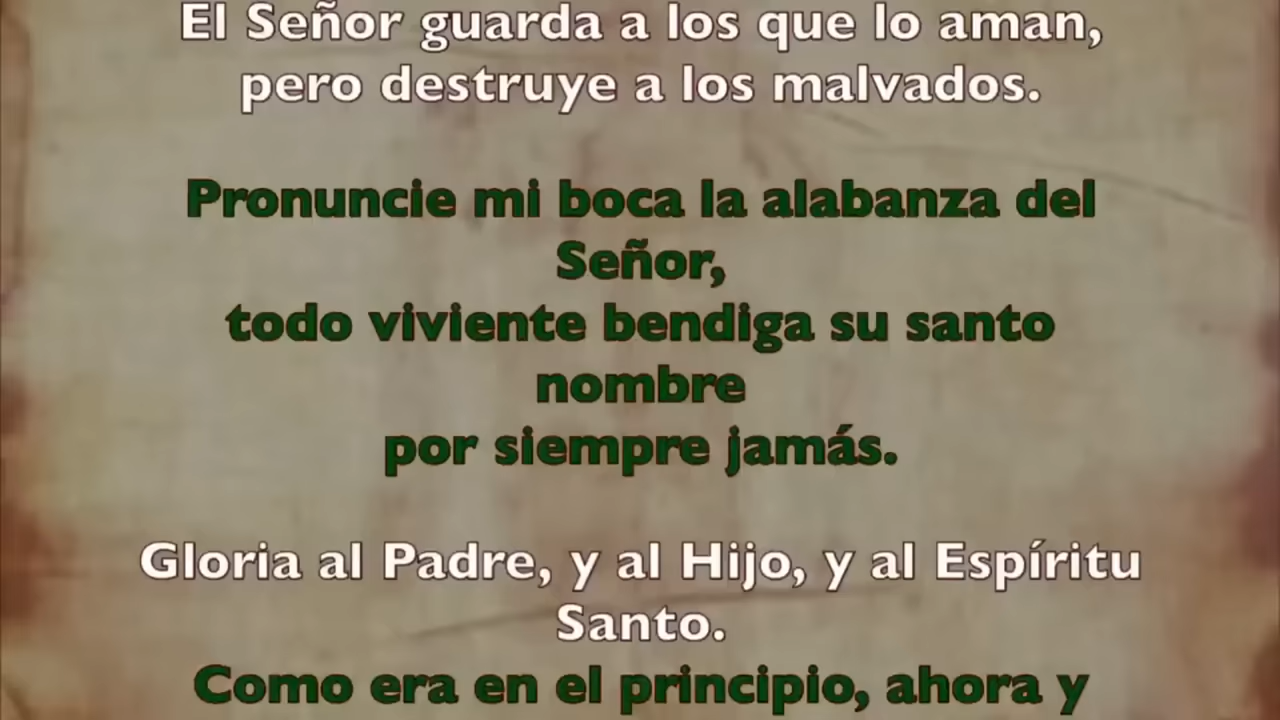 El Señor guarda a los que lo aman,
pero destruye a los malvados.
Pronuncie mi boca la alabanza del
Señor,
todo viviente bendiga su santo
nombre
por siempre jamás.
Gloria al Padre, y al Hijo, y al Espíritu
Santo.
Como era en el principio, ahora y